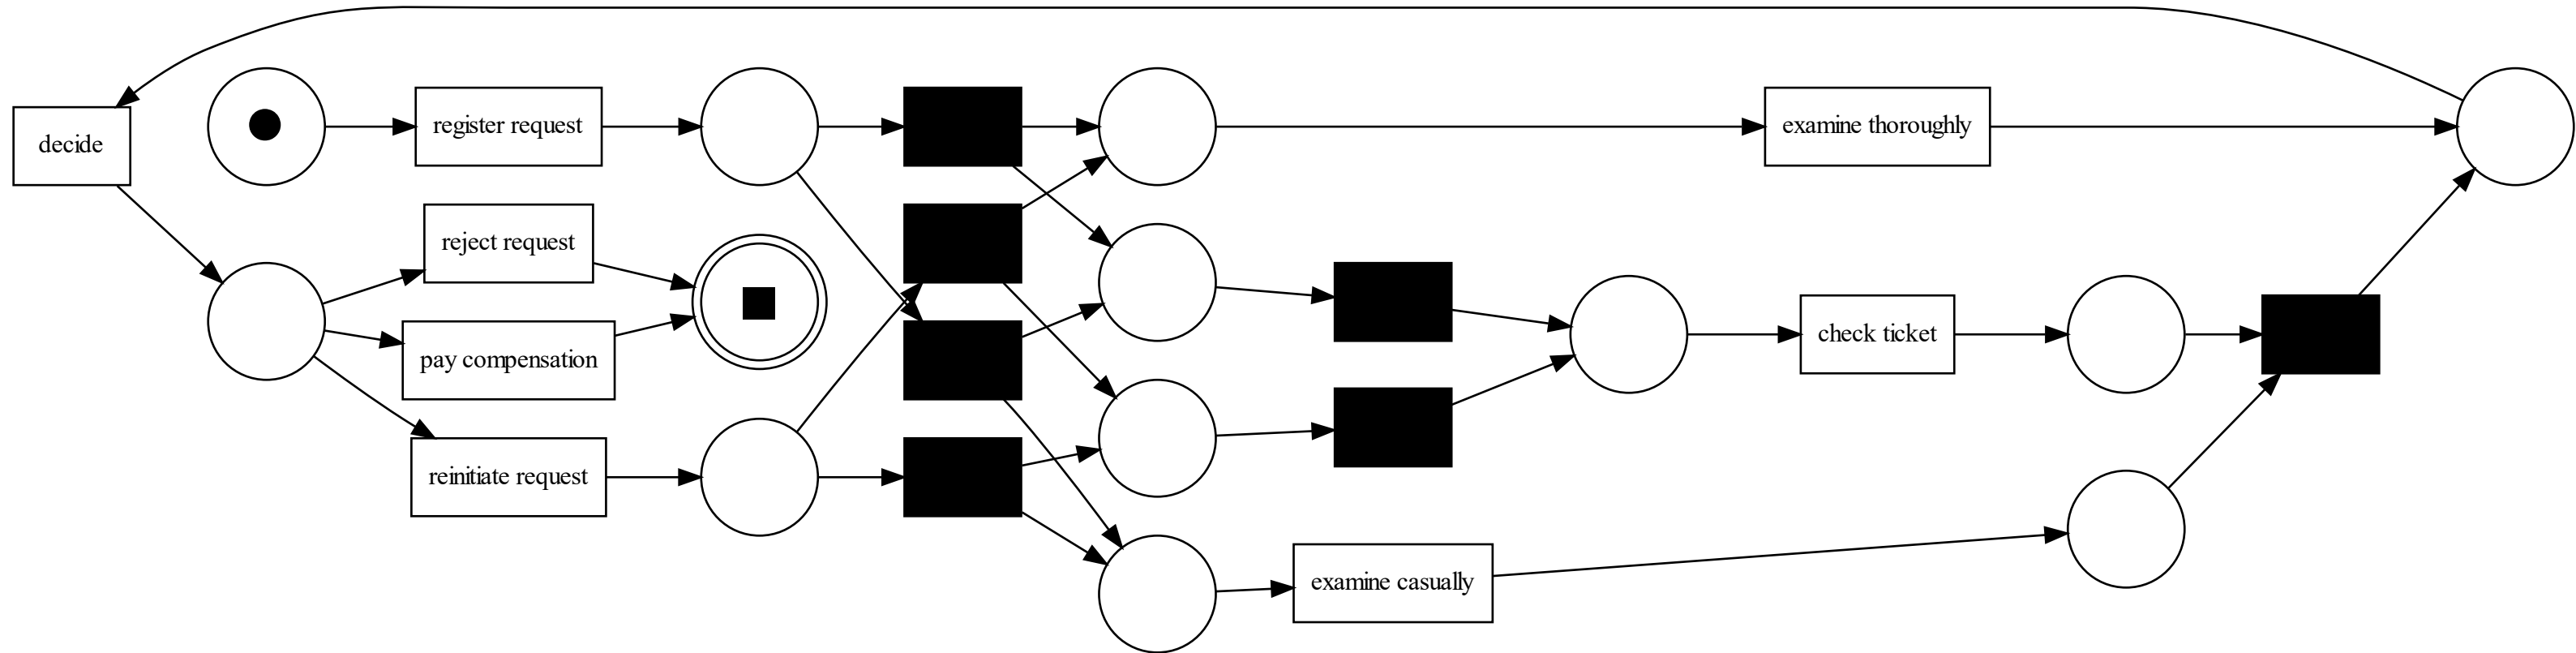 decide
register request
examine thoroughly
reject request
pay compensation
check ticket
reinitiate request
examine casually